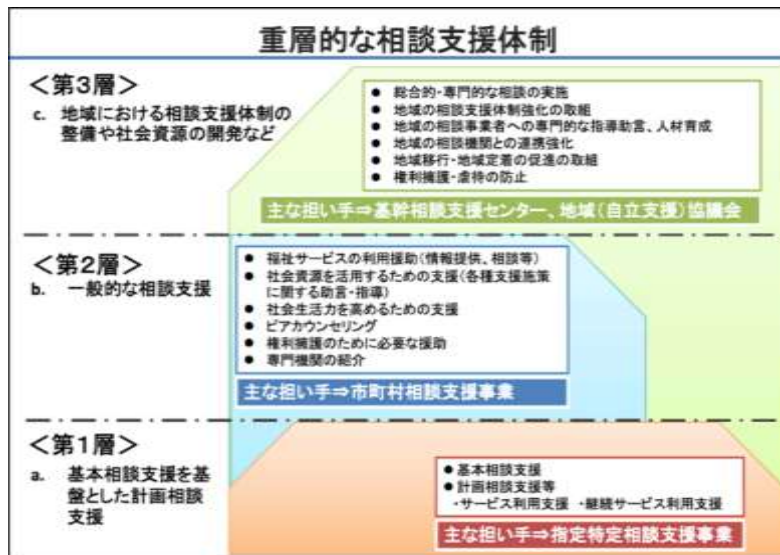 重層的な相談支援体制
＜第３層＞
c. 地域における相談支援体制の
整備や社会資源の開発など
● 総合的・専門的な相談の実施
● 地域の相談支援体制強化の取組
● 地域の相談事業者への専門的な指導助言、人材育成
● 地域の相談機関との連携強化
● 地域移行・地域定着の促進の取組
● 権利擁護・虐待の防止
主な担い手⇒基幹相談支援センター、地域（自立支援）協議会
＜第２層＞
b. 一般的な相談支援
● 福祉サービスの利用援助（情報提供、相談等）
● 社会資源を活用するための支援（各種支援施策
に関する助言・指導）
● 社会生活力を高めるための支援
● ピアカウンセリング
● 権利擁護のために必要な援助
● 専門機関の紹介
主な担い手⇒市町村相談支援事業
＜第１層＞
a. 基本相談支援を基
盤とした計画相談
支援
●基本相談支援
●計画相談支援等
・サービス利用支援 ・継続サービス利用支援
主な担い手⇒指定特定相談支援事業